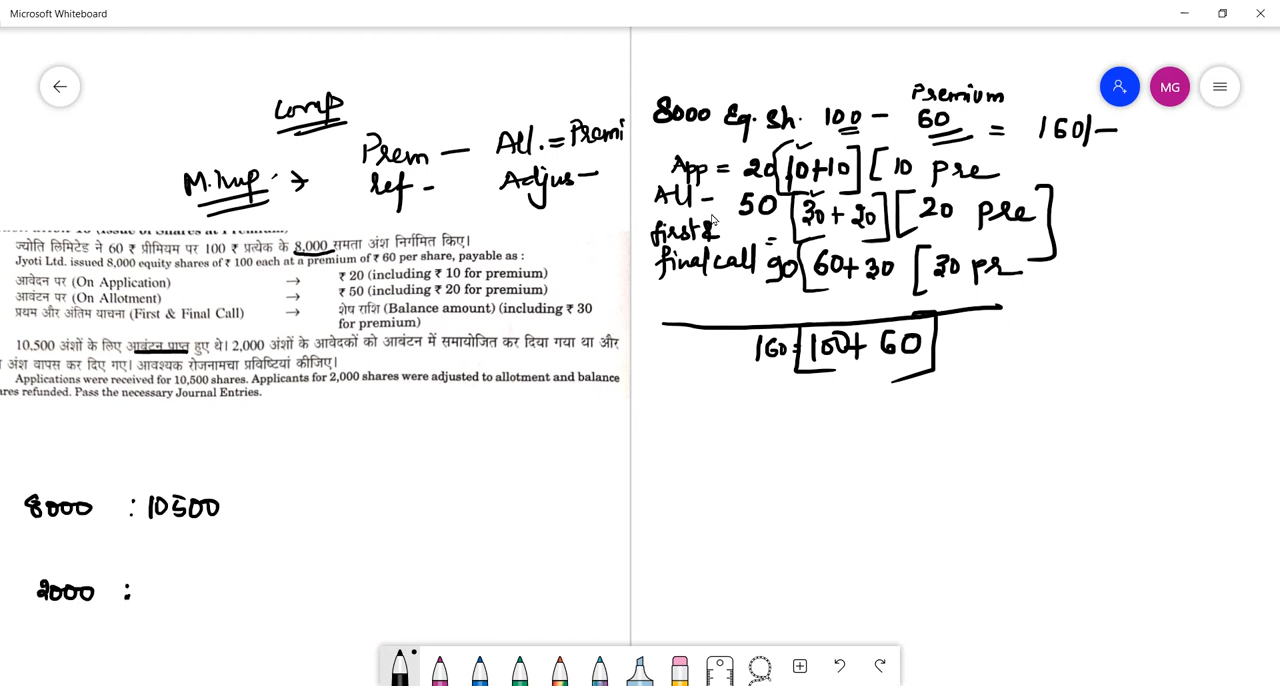 Microsoft Whiteboard
Comp
Prem — All. = Premi
M. Rup. → ref - Adjus —
ज्योति लिमिटेड ने 60 ₹ प्रीमियम पर 100 ₹ प्रत्येक के 8,000 समता अंश निर्गमित किए।
Jyoti Ltd. issued 8,000 equity shares of ₹ 100 each at a premium of ₹ 60 per share, payable as :
आवेदन पर (On Application) → ₹ 20 (including ₹ 10 for premium)
आवंटन पर (On Allotment) → ₹ 50 (including ₹ 20 for premium)
प्रथम और अंतिम याचना (First & Final Call) → शेष राशि (Balance amount) (including ₹ 30
for premium)
10,500 अंशों के लिए आवंटन प्राप्त हुए थे। 2,000 अंशों के आवेदकों को आबंटन में समायोजित कर दिया गया था और
अंश वापस कर दिए गए। आवश्यक रोजनामचा प्रविष्टियां कीजिए।
Applications were received for 10,500 shares. Applicants for 2,000 shares were adjusted to allotment and balance
ares refunded. Pass the necessary Journal Entries.
8000 : 10500
2000 :
MG
Premium
8000 Eq. Sh. 100 - 60 = 160/-
App = 20 [10+10] [10 pre
All - 50 [30+20] [20 pre]
first &
final call = 90 [60+30 [30 pr
160 = [100+ 60]